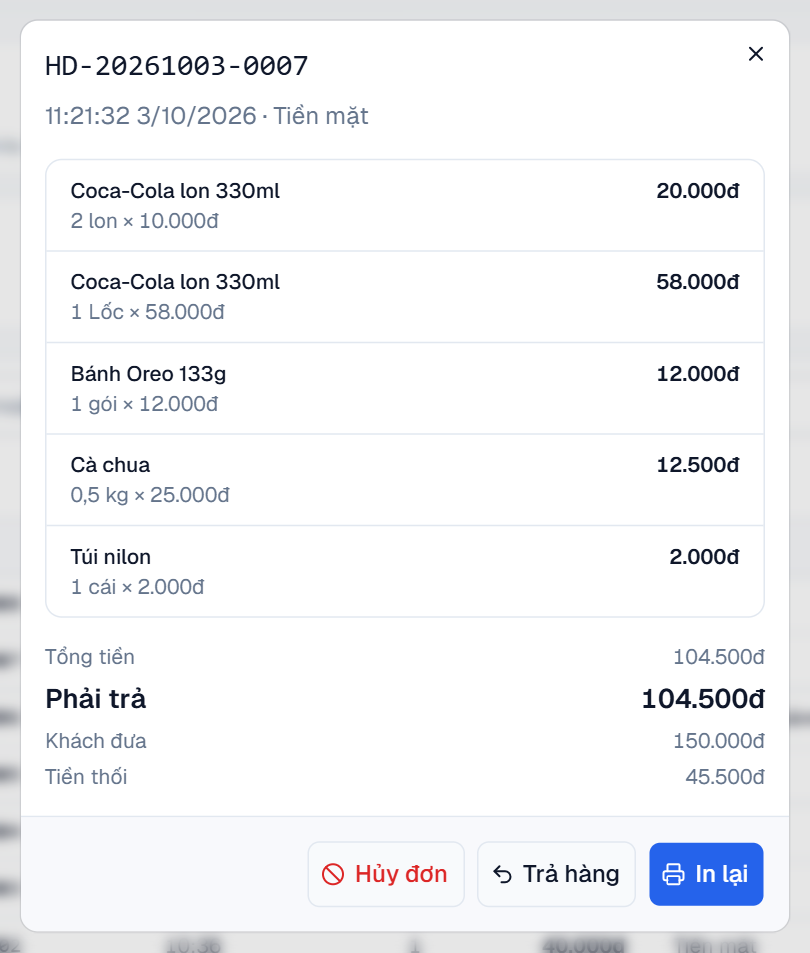 HD-20261003-0007
11:21:32 3/10/2026 · Tiền mặt
Coca-Cola lon 330ml 20.000đ
2 lon × 10.000đ
Coca-Cola lon 330ml 58.000đ
1 Lốc × 58.000đ
Bánh Oreo 133g 12.000đ
1 gói × 12.000đ
Cà chua 12.500đ
0,5 kg × 25.000đ
Túi nilon 2.000đ
1 cái × 2.000đ
Tổng tiền 104.500đ
Phải trả 104.500đ
Khách đưa 150.000đ
Tiền thối 45.500đ
Hủy đơn Trả hàng In lại